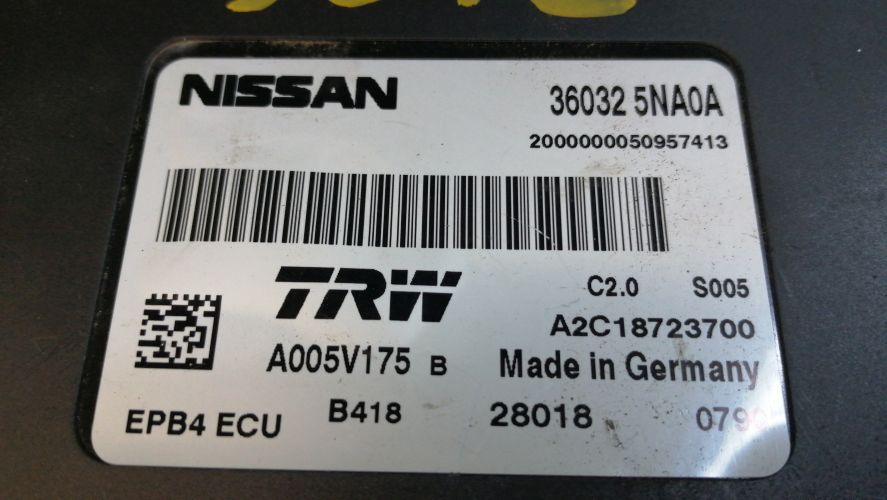 NISSAN 36032 5NA0A
2000000050957413
TRW C2.0 S005
A2C18723700
A005V175 B Made in Germany
EPB4 ECU B418 28018